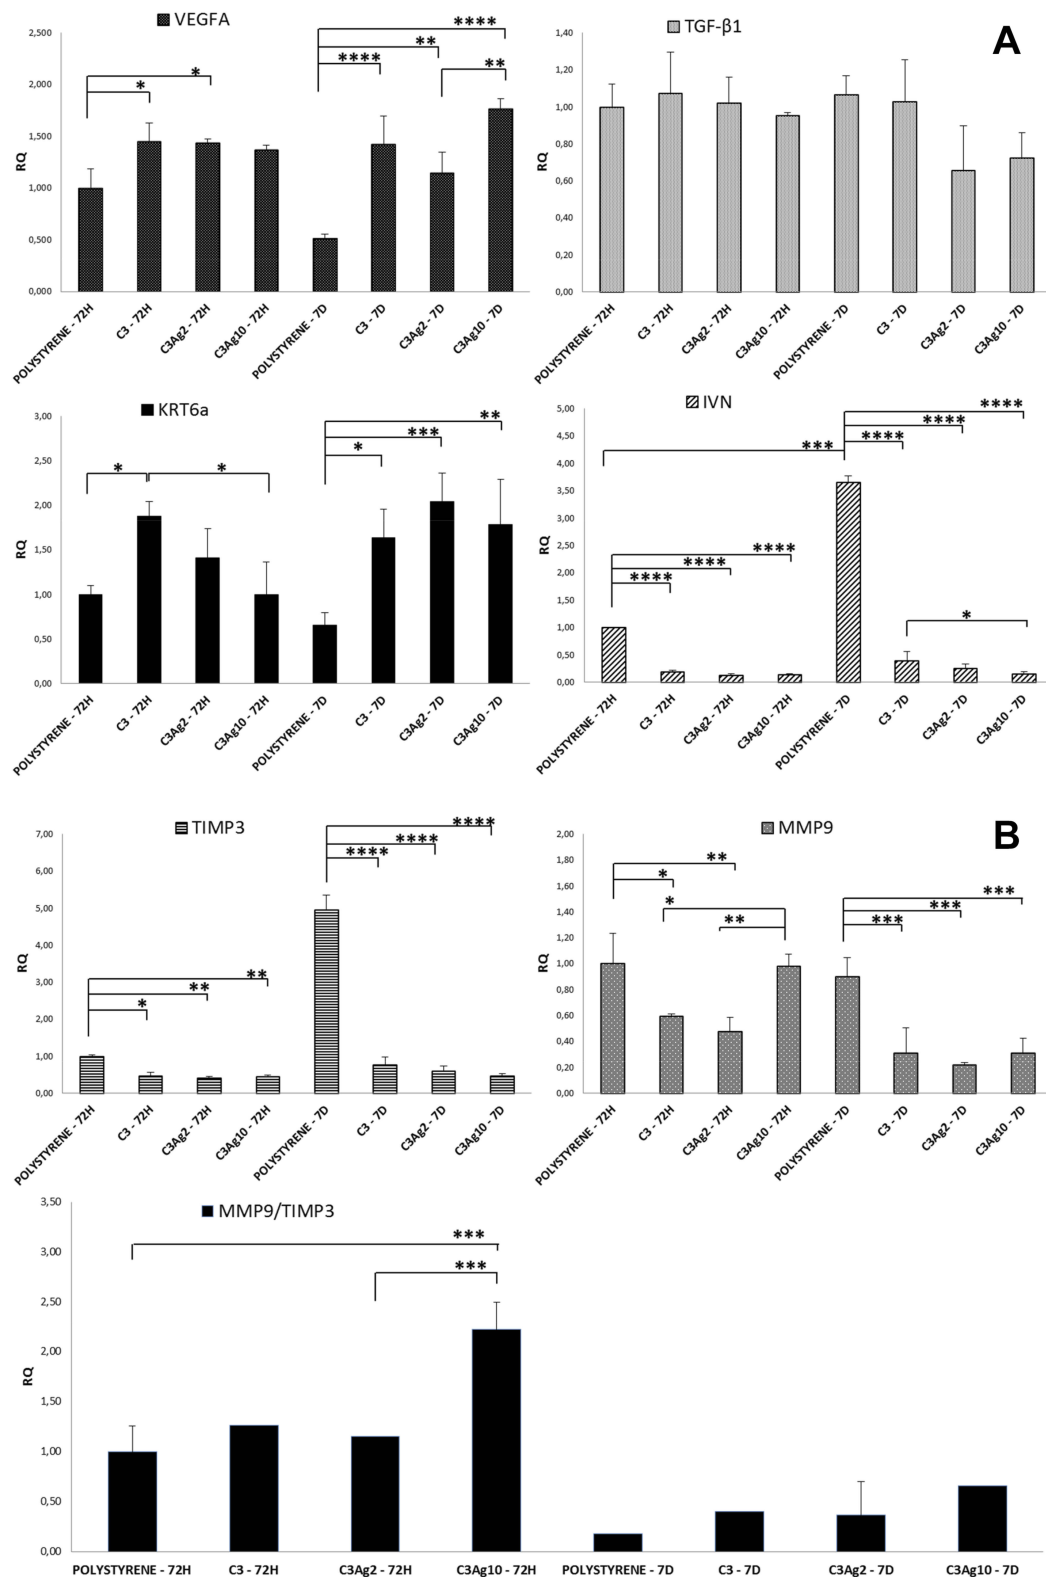 VEGFA
2,500
2,000
1,500
1,000
0,500
0,000
RQ
* * **** ** **** **
POLYSTYRENE - 72H
C3 - 72H
C3Ag2 - 72H
C3Ag10 - 72H
POLYSTYRENE - 7D
C3 - 7D
C3Ag2 - 7D
C3Ag10 - 7D
TGF-β1
A
1,40
1,20
1,00
0,80
0,60
0,40
0,20
0,00
RQ
POLYSTYRENE - 72H
C3 - 72H
C3Ag2 - 72H
C3Ag10 - 72H
POLYSTYRENE - 7D
C3 - 7D
C3Ag2 - 7D
C3Ag10 - 7D
KRT6a
3,00
2,50
2,00
1,50
1,00
0,50
0,00
RQ
* * ** *** *
POLYSTYRENE - 72H
C3 - 72H
C3Ag2 - 72H
C3Ag10 - 72H
POLYSTYRENE - 7D
C3 - 7D
C3Ag2 - 7D
C3Ag10 - 7D
IVN
5,00
4,50
4,00
3,50
3,00
2,50
2,00
1,50
1,00
0,50
0,00
RQ
**** **** **** *** **** **** **** *
POLYSTYRENE - 72H
C3 - 72H
C3Ag2 - 72H
C3Ag10 - 72H
POLYSTYRENE - 7D
C3 - 7D
C3Ag2 - 7D
C3Ag10 - 7D
TIMP3
7,00
6,00
5,00
4,00
3,00
2,00
1,00
0,00
RQ
**** **** **** ** ** *
POLYSTYRENE - 72H
C3 - 72H
C3Ag2 - 72H
C3Ag10 - 72H
POLYSTYRENE - 7D
C3 - 7D
C3Ag2 - 7D
C3Ag10 - 7D
MMP9
B
2,00
1,80
1,60
1,40
1,20
1,00
0,80
0,60
0,40
0,20
0,00
RQ
** * * ** *** *** ***
POLYSTYRENE - 72H
C3 - 72H
C3Ag2 - 72H
C3Ag10 - 72H
POLYSTYRENE - 7D
C3 - 7D
C3Ag2 - 7D
C3Ag10 - 7D
MMP9/TIMP3
3,50
3,00
2,50
2,00
1,50
1,00
0,50
0,00
RQ
***
***
POLYSTYRENE - 72H C3 - 72H C3Ag2 - 72H C3Ag10 - 72H POLYSTYRENE - 7D C3 - 7D C3Ag2 - 7D C3Ag10 - 7D